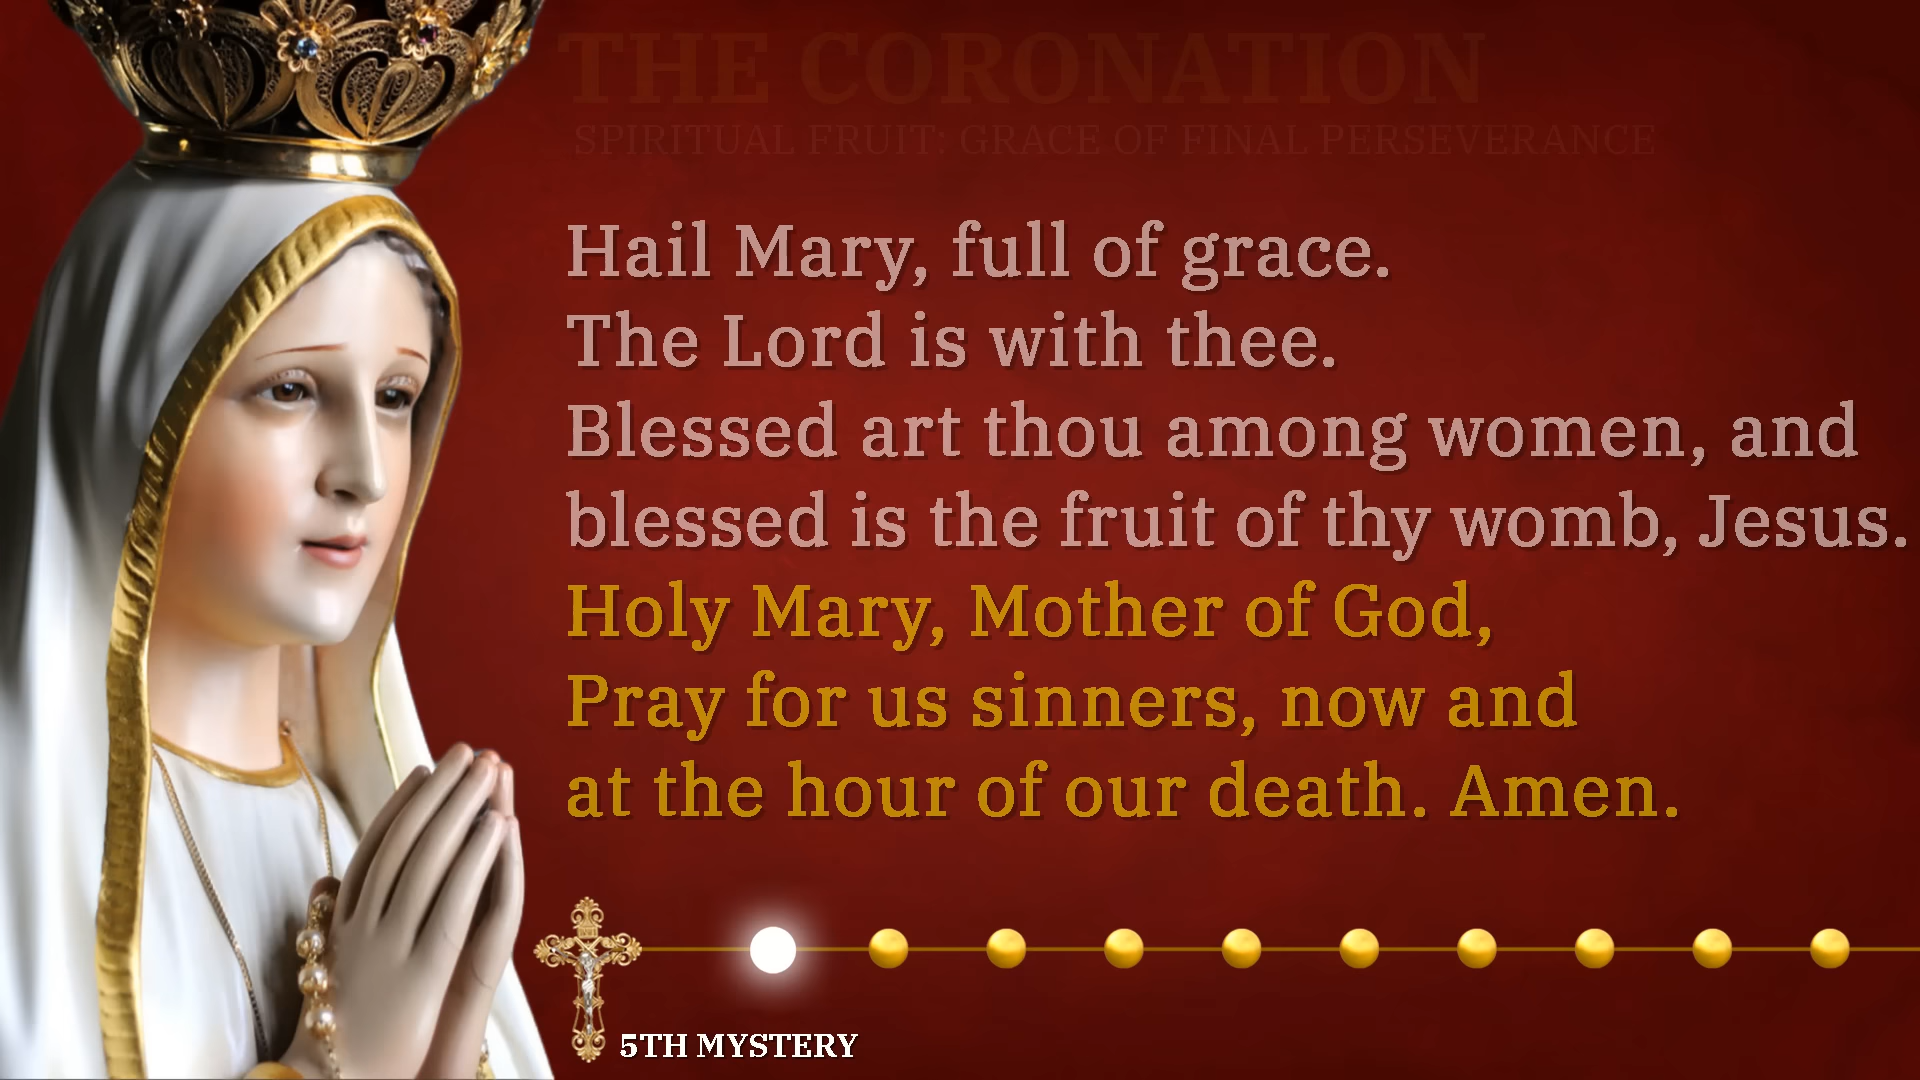 THE CORONATION
SPIRITUAL FRUIT: GRACE OF FINAL PERSEVERANCE
Hail Mary, full of grace.
The Lord is with thee.
Blessed art thou among women, and
blessed is the fruit of thy womb, Jesus.
Holy Mary, Mother of God,
Pray for us sinners, now and
at the hour of our death. Amen.
5TH MYSTERY